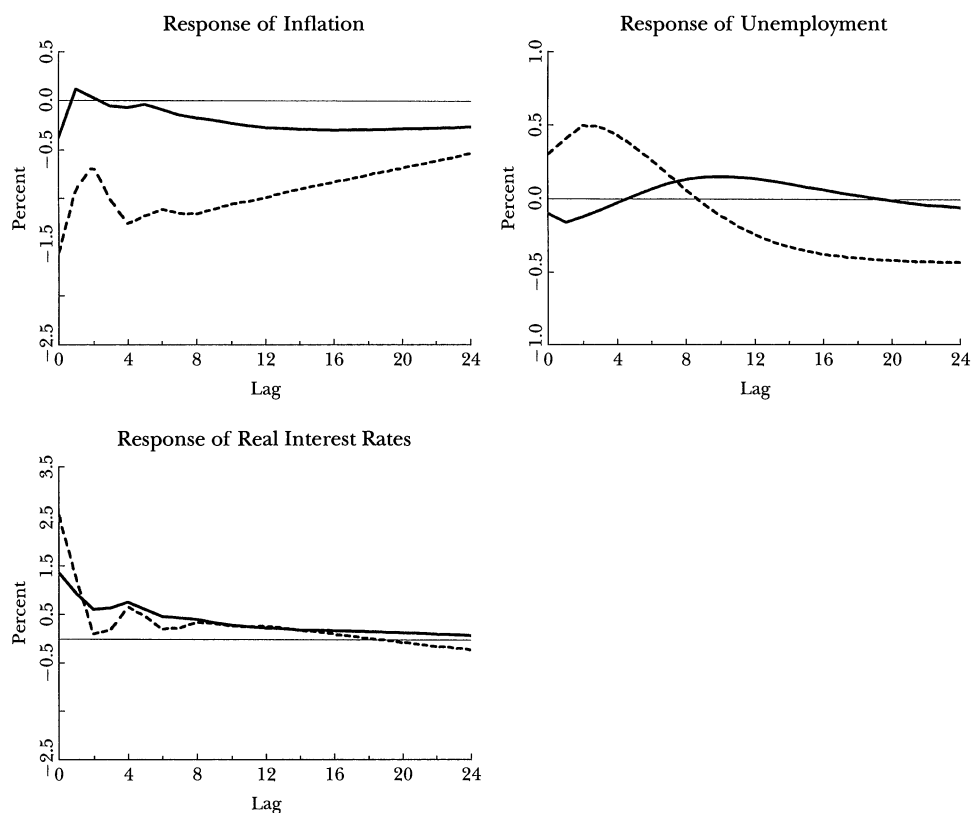 Response of Inflation
Percent
0.5
0.0
−0.5
−1.5
−2.5
0 4 8 12 16 20 24
Lag
Response of Unemployment
Percent
1.0
0.5
0.0
−0.5
−1.0
0 4 8 12 16 20 24
Lag
Response of Real Interest Rates
Percent
3.5
2.5
1.5
0.5
−0.5
−2.5
0 4 8 12 16 20 24
Lag